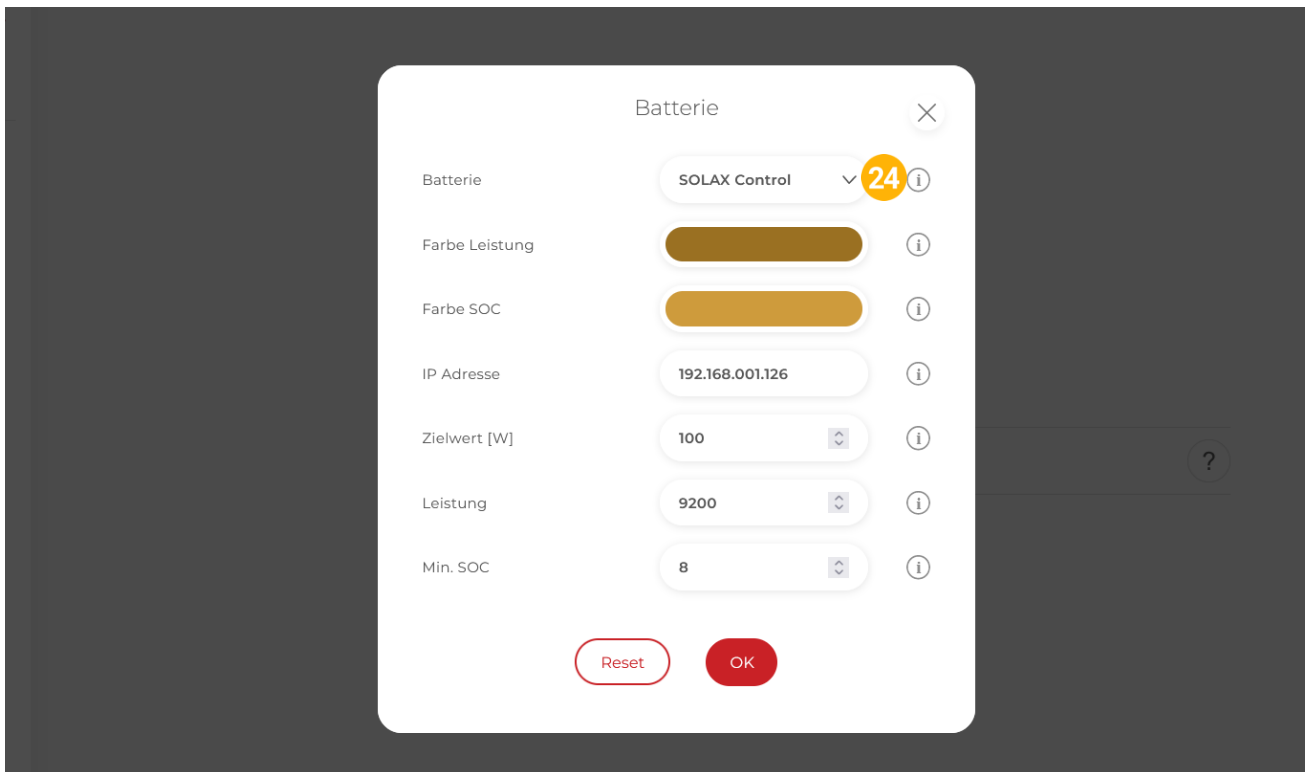 Batterie
Batterie SOLAX Control 24 i
Farbe Leistung i
Farbe SOC i
IP Adresse 192.168.001.126 i
Zielwert [W] 100 i
?
Leistung 9200 i
Min. SOC 8 i
Reset OK